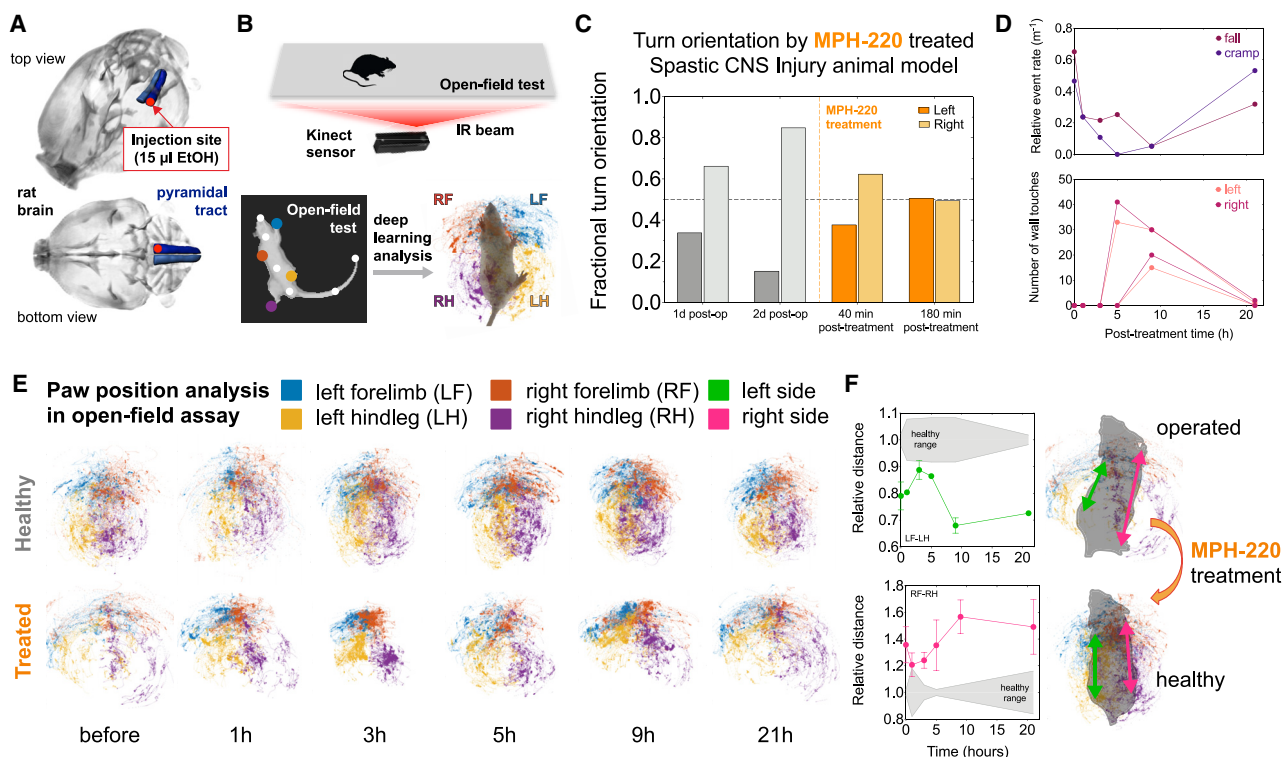 A
top view
Injection site
(15 µl EtOH)
rat
brain
pyramidal
tract
bottom view
B
Open-field test
Kinect
sensor
IR beam
Open-field
test
deep
learning
analysis
RF
LF
RH
LH
C
Turn orientation by MPH-220 treated
Spastic CNS Injury animal model
Fractional turn orientation
1.0
0.8
0.6
0.4
0.2
0.0
MPH-220
treatment
Left
Right
1d post-op
2d post-op
40 min
post-treatment
180 min
post-treatment
D
Relative event rate (m⁻¹)
0.8
0.6
0.4
0.2
0.0
fall
cramp
Number of wall touches
50
40
30
20
10
0
left
right
0
5
10
15
20
Post-treatment time (h)
E
Paw position analysis
in open-field assay
left forelimb (LF)
right forelimb (RF)
left side
left hindleg (LH)
right hindleg (RH)
right side
Healthy
Treated
before
1h
3h
5h
9h
21h
F
Relative distance
1.1
1.0
0.9
0.8
0.7
0.6
healthy
range
LF-LH
0
5
10
15
20
Relative distance
1.8
1.6
1.4
1.2
1.0
0.8
RF-RH
healthy
range
0
5
10
15
20
Time (hours)
operated
MPH-220
treatment
healthy